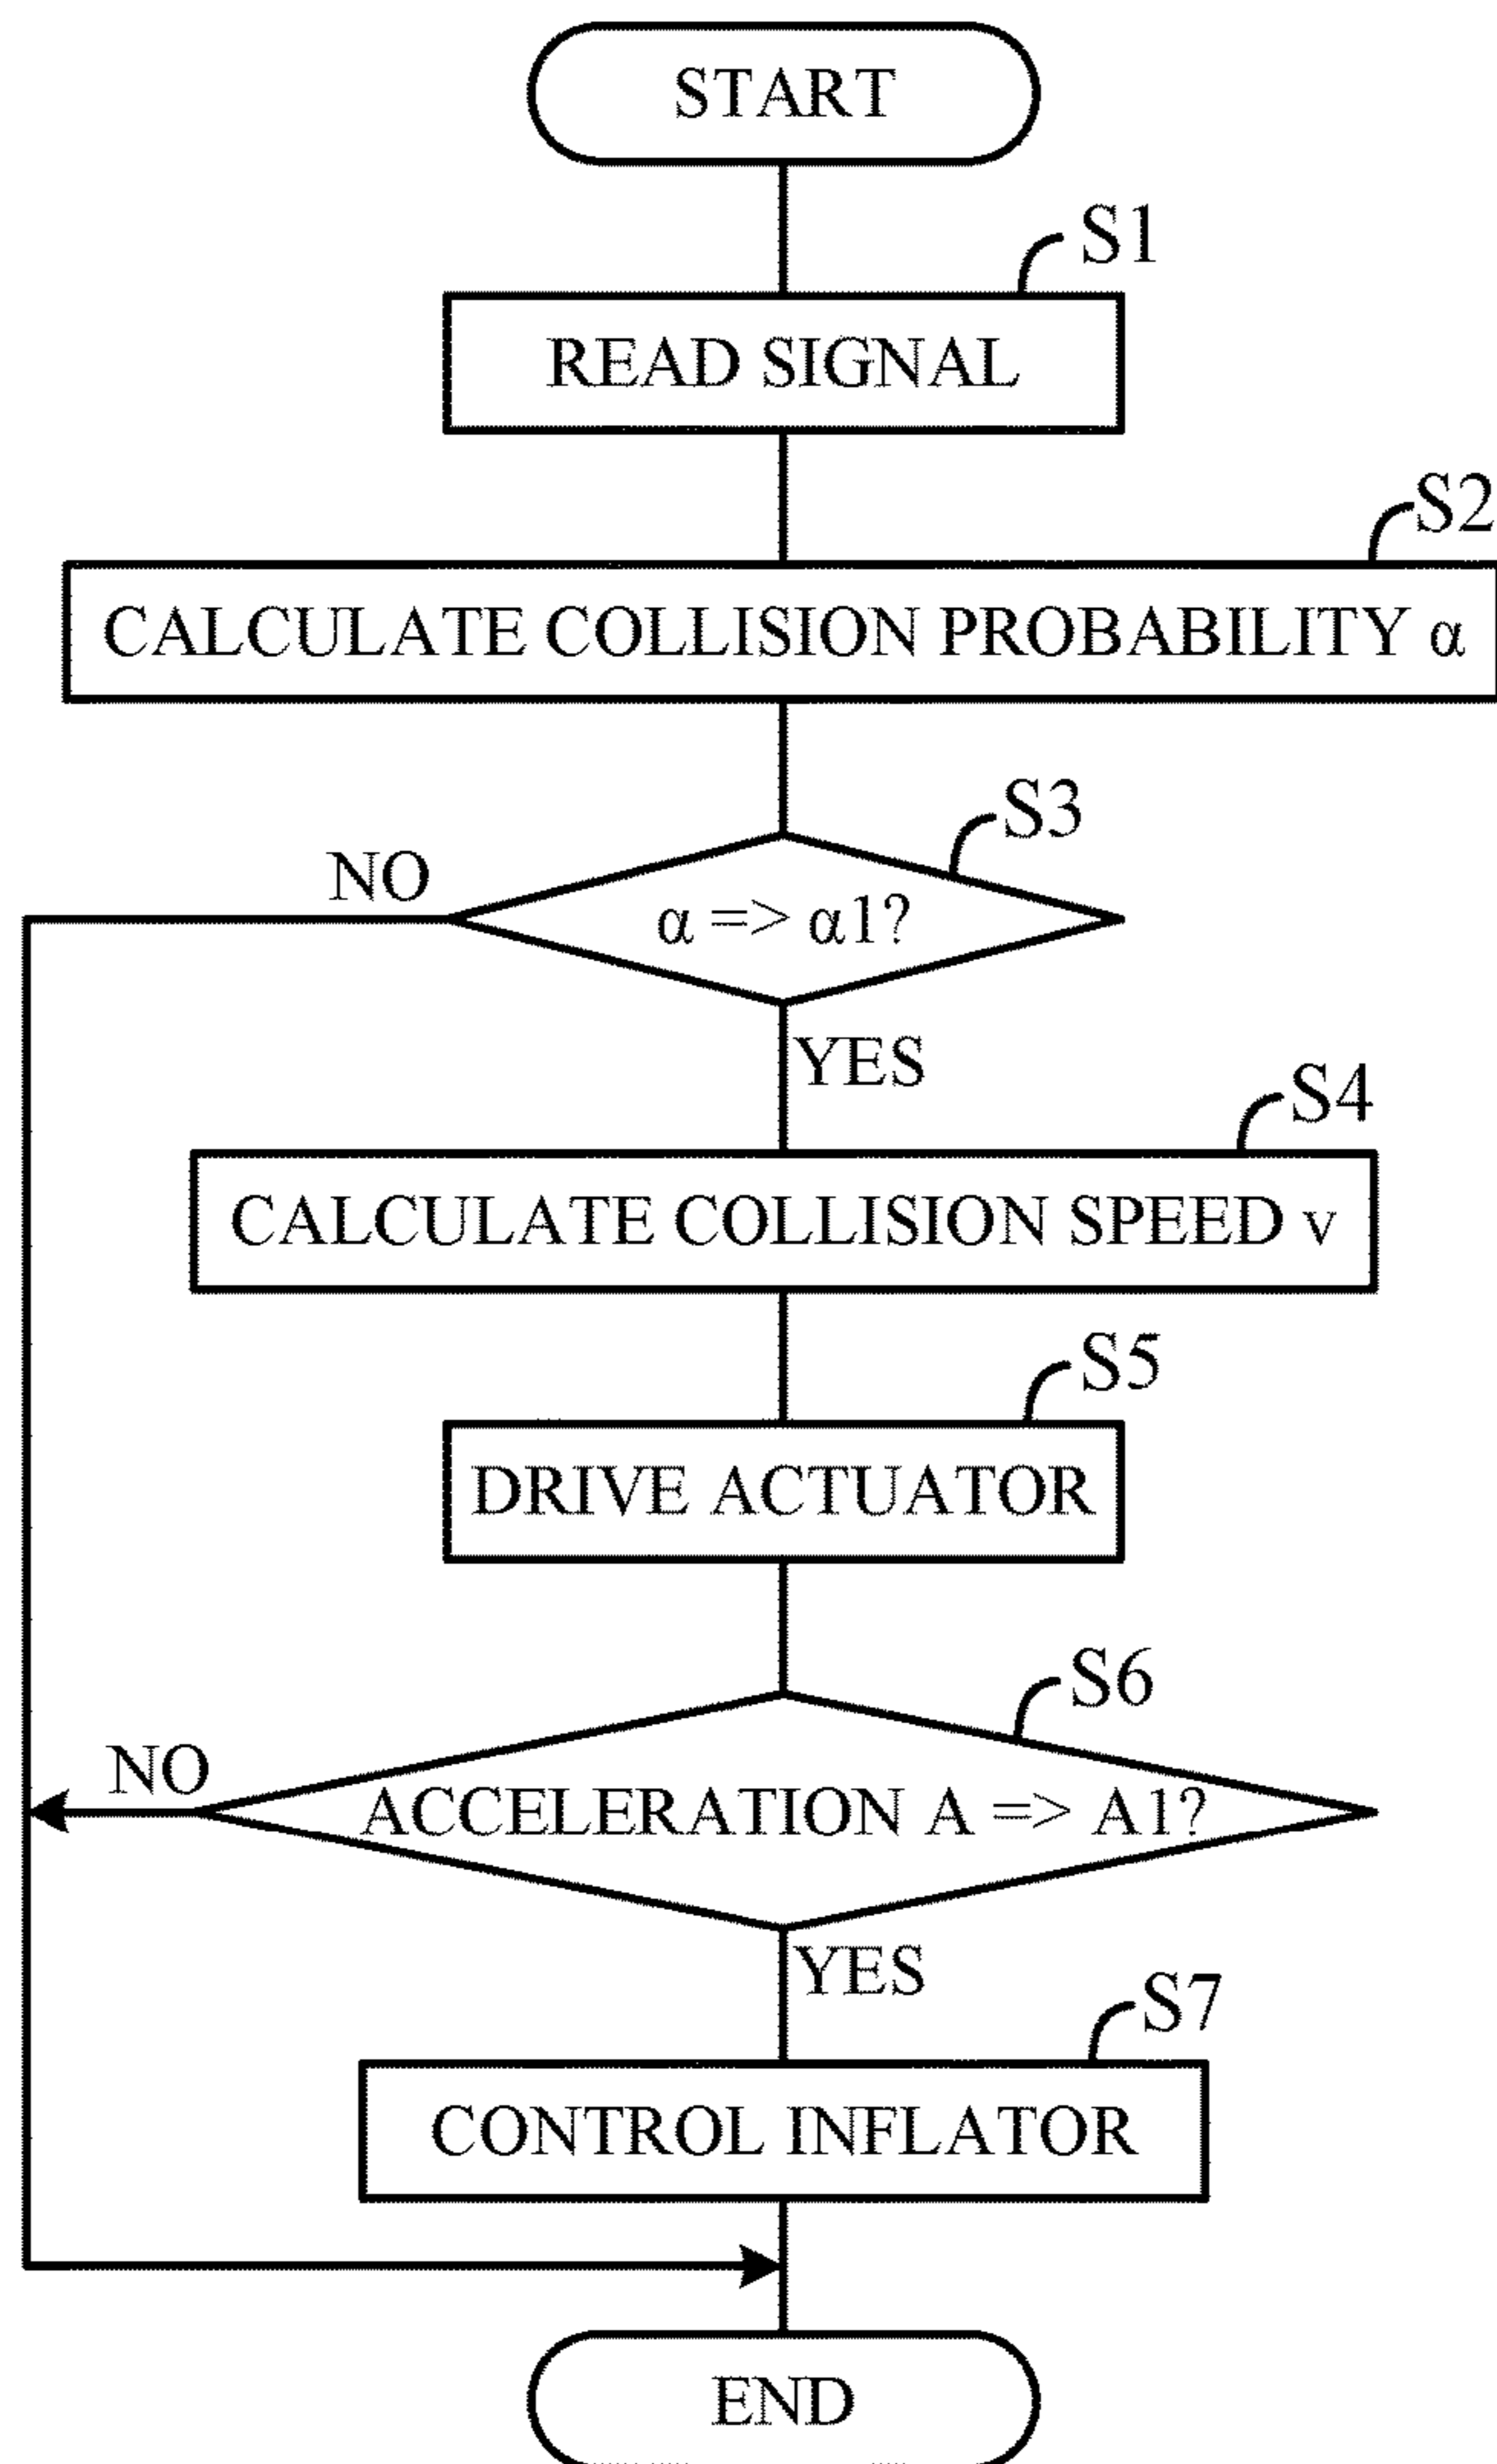 START
S1
READ SIGNAL
S2
CALCULATE COLLISION PROBABILITY α
S3
NO
α => α1?
YES
S4
CALCULATE COLLISION SPEED v
S5
DRIVE ACTUATOR
S6
NO
ACCELERATION A => A1?
YES
S7
CONTROL INFLATOR
END